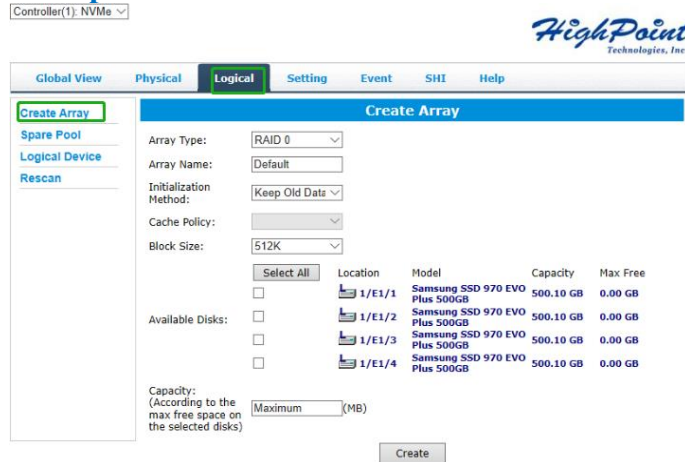 Controller(1): NVMe
HighPoint
Technologies, Inc
Global View Physical Logical Setting Event SHI Help
Create Array
Spare Pool
Logical Device
Rescan
Create Array
Array Type: RAID 0
Array Name: Default
Initialization
Method: Keep Old Data
Cache Policy:
Block Size: 512K
Select All Location Model Capacity Max Free
Available Disks:
1/E1/1 Samsung SSD 970 EVO
Plus 500GB 500.10 GB 0.00 GB
1/E1/2 Samsung SSD 970 EVO
Plus 500GB 500.10 GB 0.00 GB
1/E1/3 Samsung SSD 970 EVO
Plus 500GB 500.10 GB 0.00 GB
1/E1/4 Samsung SSD 970 EVO
Plus 500GB 500.10 GB 0.00 GB
Capacity:
(According to the
max free space on
the selected disks) Maximum (MB)
Create